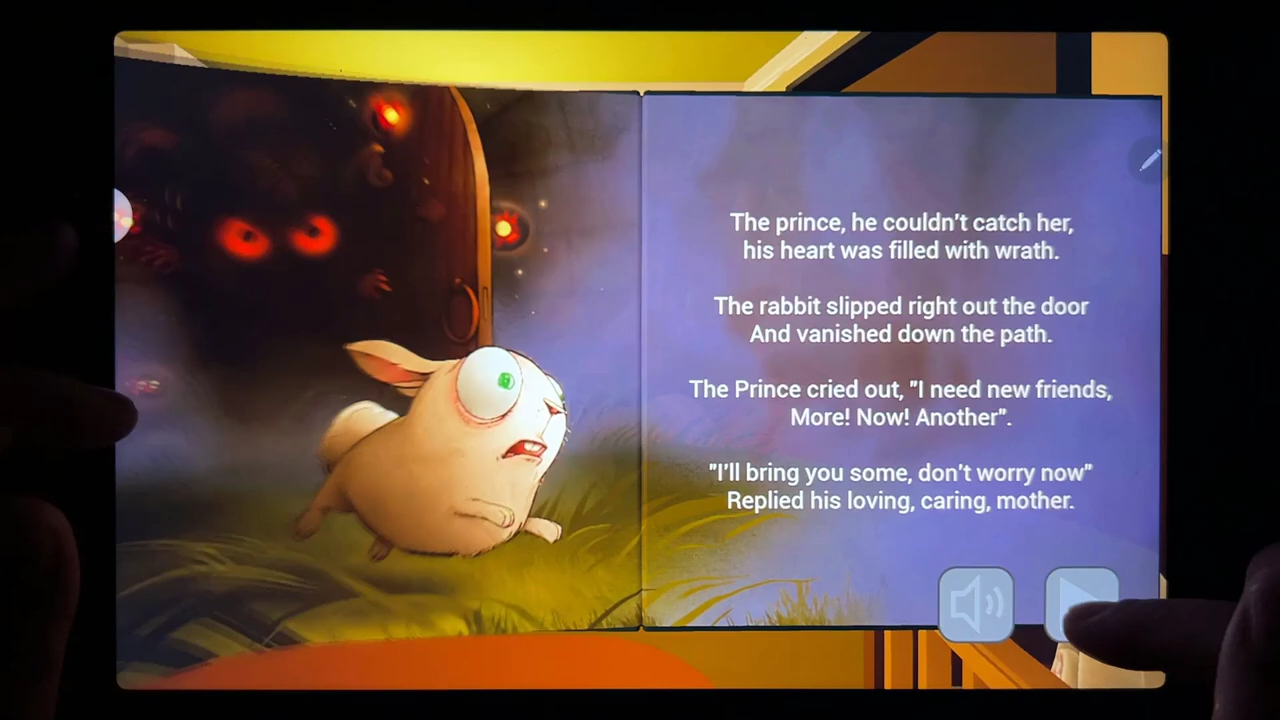 The prince, he couldn't catch her,
his heart was filled with wrath.
The rabbit slipped right out the door
And vanished down the path.
The Prince cried out, "I need new friends,
More! Now! Another".
"I'll bring you some, don't worry now"
Replied his loving, caring, mother.